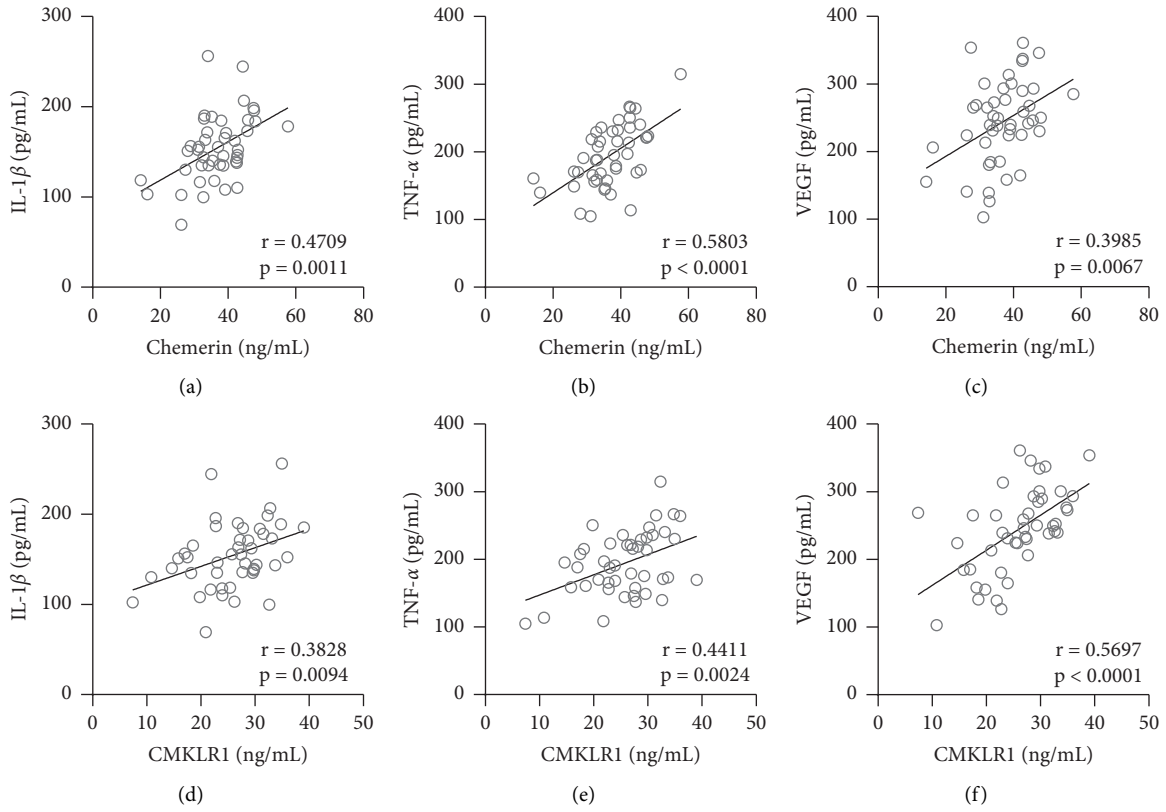 300
200
100
0
IL-1β (pg/mL)
r = 0.4709
p = 0.0011
0 20 40 60 80
Chemerin (ng/mL)
(a)
400
300
200
100
0
TNF-α (pg/mL)
r = 0.5803
p < 0.0001
0 20 40 60 80
Chemerin (ng/mL)
(b)
400
300
200
100
0
VEGF (pg/mL)
r = 0.3985
p = 0.0067
0 20 40 60 80
Chemerin (ng/mL)
(c)
300
200
100
0
IL-1β (pg/mL)
r = 0.3828
p = 0.0094
0 10 20 30 40 50
CMKLR1 (ng/mL)
(d)
400
300
200
100
0
TNF-α (pg/mL)
r = 0.4411
p = 0.0024
0 10 20 30 40 50
CMKLR1 (ng/mL)
(e)
400
300
200
100
0
VEGF (pg/mL)
r = 0.5697
p < 0.0001
0 10 20 30 40 50
CMKLR1 (ng/mL)
(f)